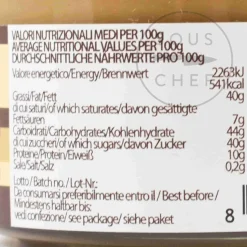 VALORI NUTRIZIONALI MEDI PER 100g
AVERAGE NUTRITIONAL VALUES PER 100g
DURCHSCHNITTLICHE NÄHRWERTE PRO 100g
Valore energetico/Energy/Brennwert 2263kJ
541kcal
Grassi/Fat/Fett 40g
di cui saturi/of which saturates/davon gesättigte
Fettsäuren 7g
Carboidrati/Carbohydrates/Kohlenhydrate 44g
di cui zuccheri/of which sugars/davon Zucker 40g
Proteine/Protein/Eiweiß 10g
Sale/Salt/Salz 0,2g
Lotto / Batch no. / Lot-Nr.:
Da consumarsi preferibilmente entro il / Best before /
Mindestens haftbar bis:
vedi confezione/ see package/ siehe paket
8
SOUS
CHEF